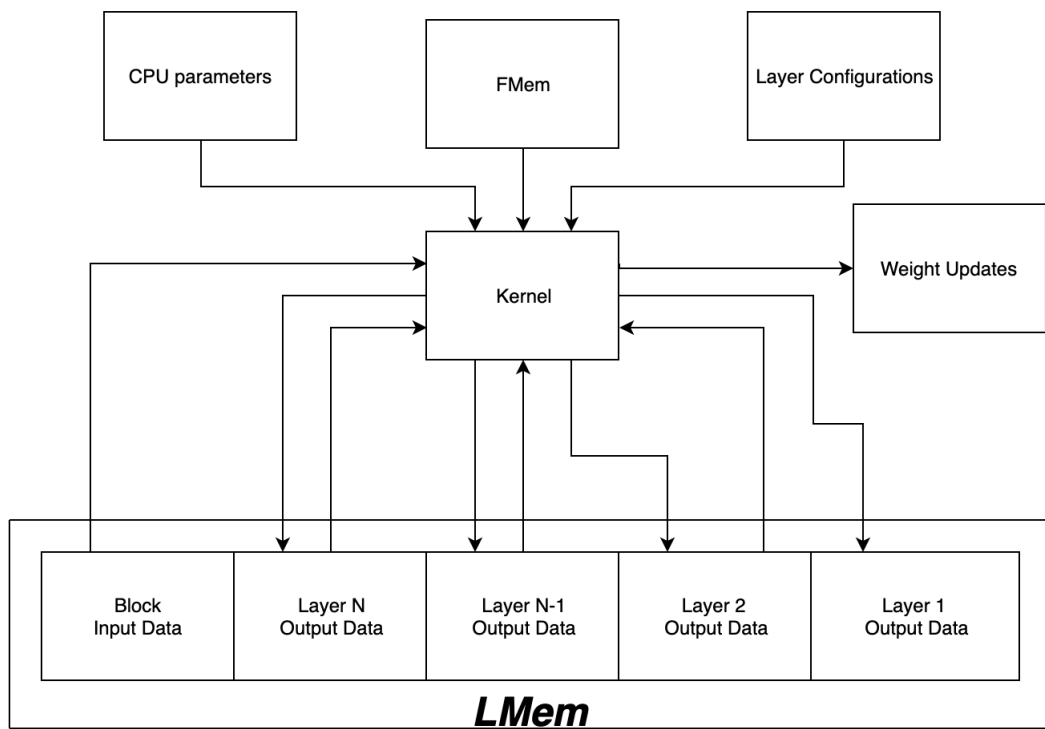 CPU parameters
FMem
Layer Configurations
Kernel
Weight Updates
Block
Input Data
Layer N
Output Data
Layer N-1
Output Data
Layer 2
Output Data
Layer 1
Output Data
LMem